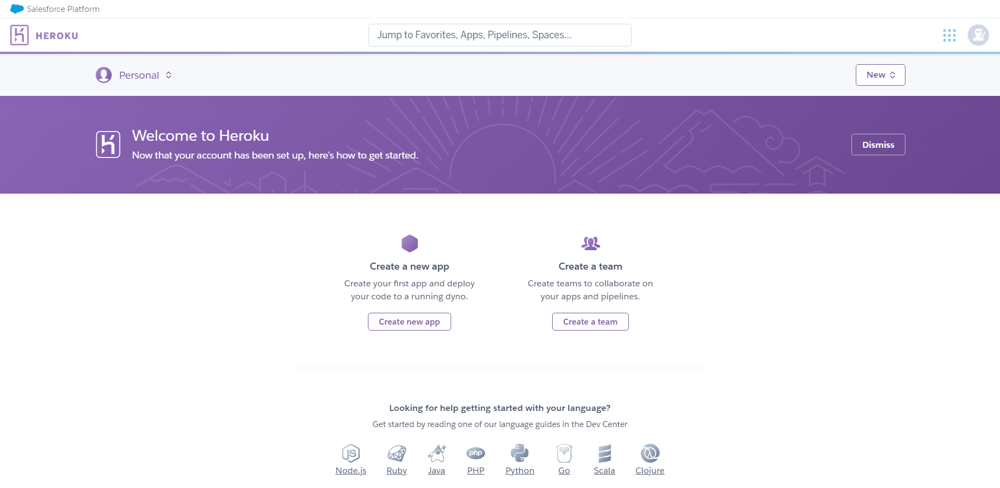 Salesforce Platform
HEROKU
Jump to Favorites, Apps, Pipelines, Spaces...
Personal
New
Welcome to Heroku
Now that your account has been set up, here's how to get started.
Dismiss
Create a new app
Create your first app and deploy
your code to a running dyno.
Create new app
Create a team
Create teams to collaborate on
your apps and pipelines.
Create a team
Looking for help getting started with your language?
Get started by reading one of our language guides in the Dev Center
JS
php
Node.js
Ruby
Java
PHP
Python
Go
Scala
Clojure